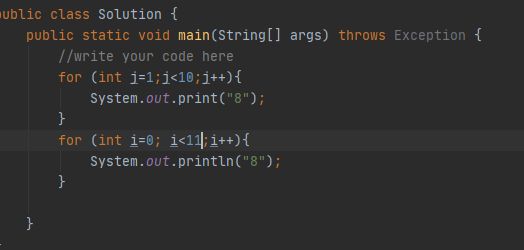 public class Solution {
public static void main(String[] args) throws Exception {
//write your code here
for (int j=1;j<10;j++){
System.out.print("8");
}
for (int i=0; i<11;i++){
System.out.println("8");
}
}